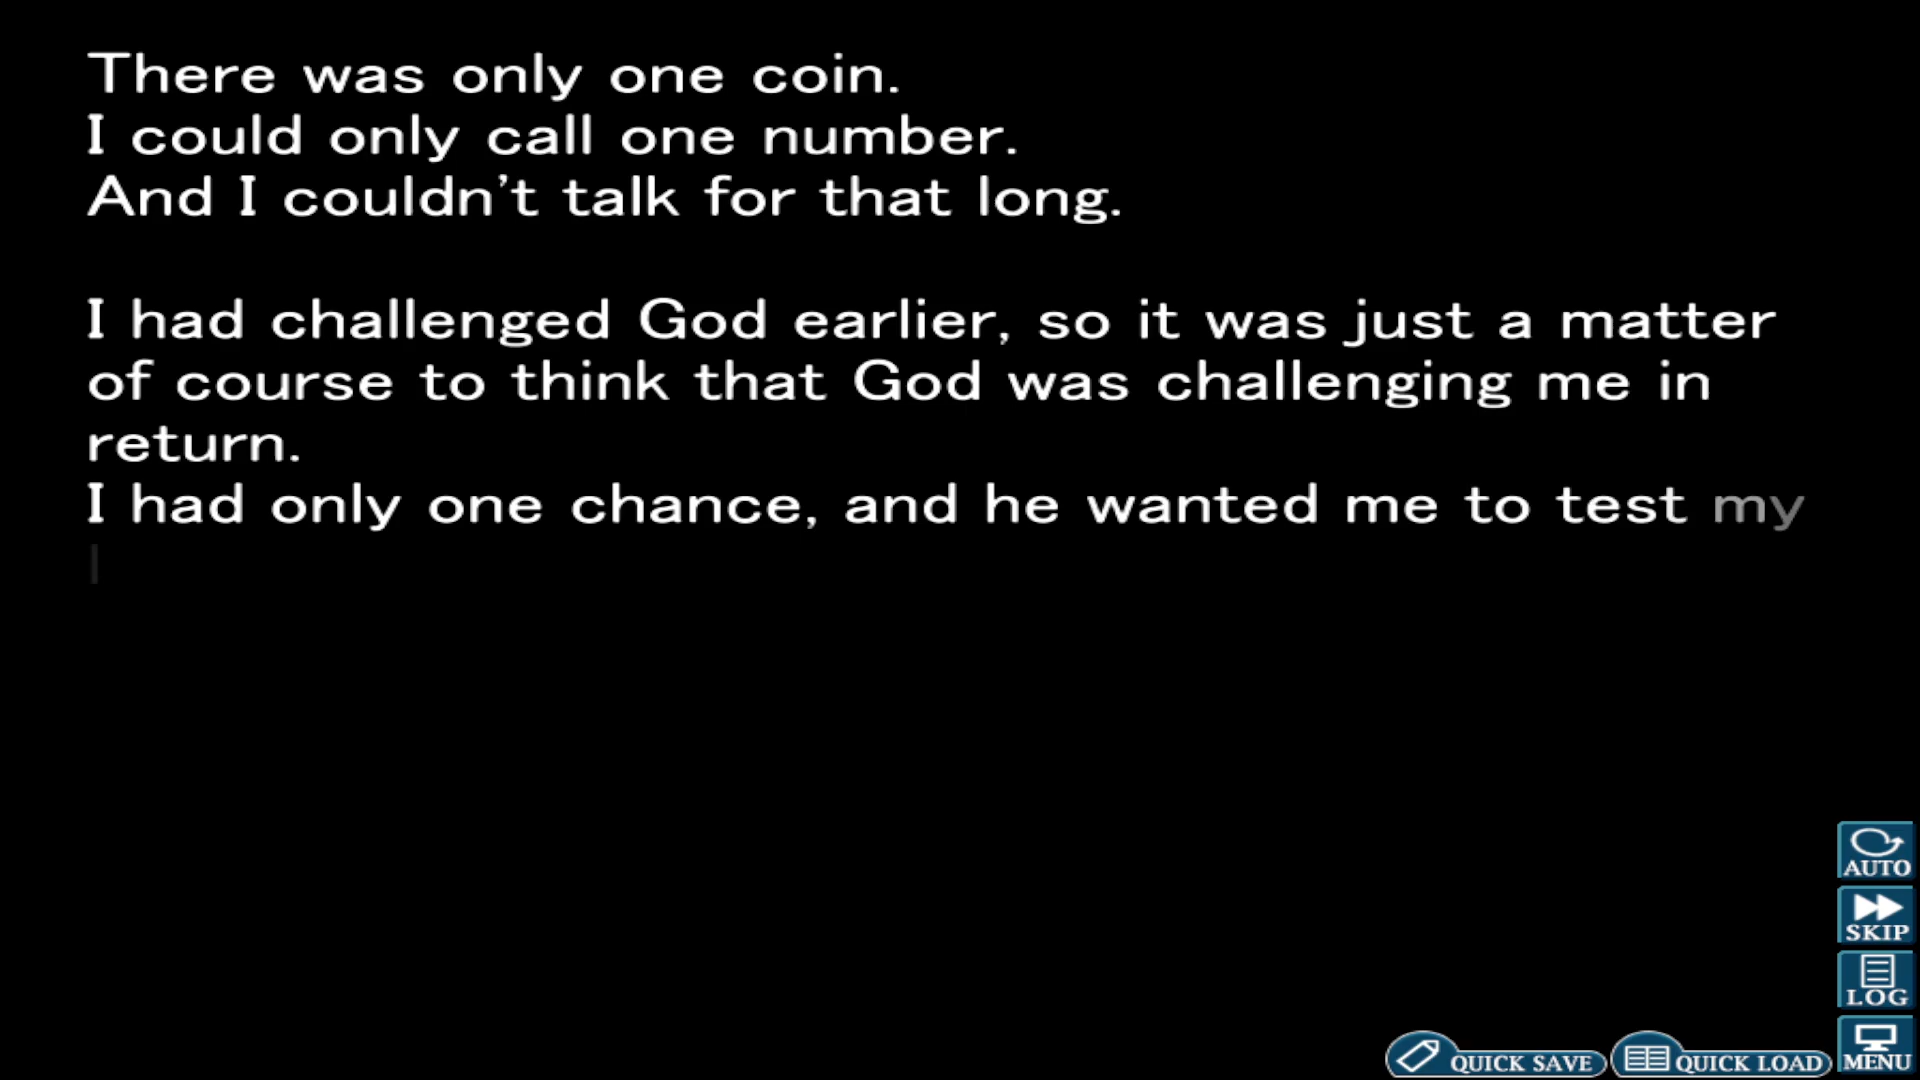 There was only one coin.
I could only call one number.
And I couldn't talk for that long.
I had challenged God earlier, so it was just a matter
of course to think that God was challenging me in
return.
I had only one chance, and he wanted me to test my
l
AUTO
SKIP
LOG
MENU
QUICK SAVE
QUICK LOAD